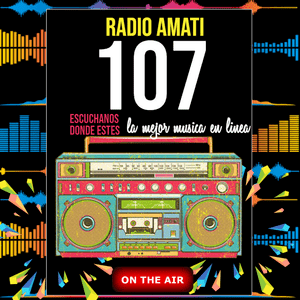 RADIO AMATI
107
ESCUCHANOS
DONDE ESTES
la mejor musica en linea
ON THE AIR